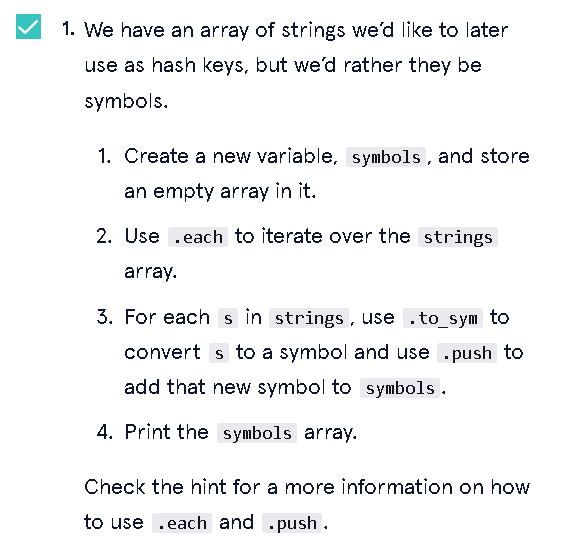 1. We have an array of strings we’d like to later
use as hash keys, but we’d rather they be
symbols.
1. Create a new variable, symbols, and store
an empty array in it.
2. Use .each to iterate over the strings
array.
3. For each s in strings, use .to_sym to
convert s to a symbol and use .push to
add that new symbol to symbols.
4. Print the symbols array.
Check the hint for a more information on how
to use .each and .push.